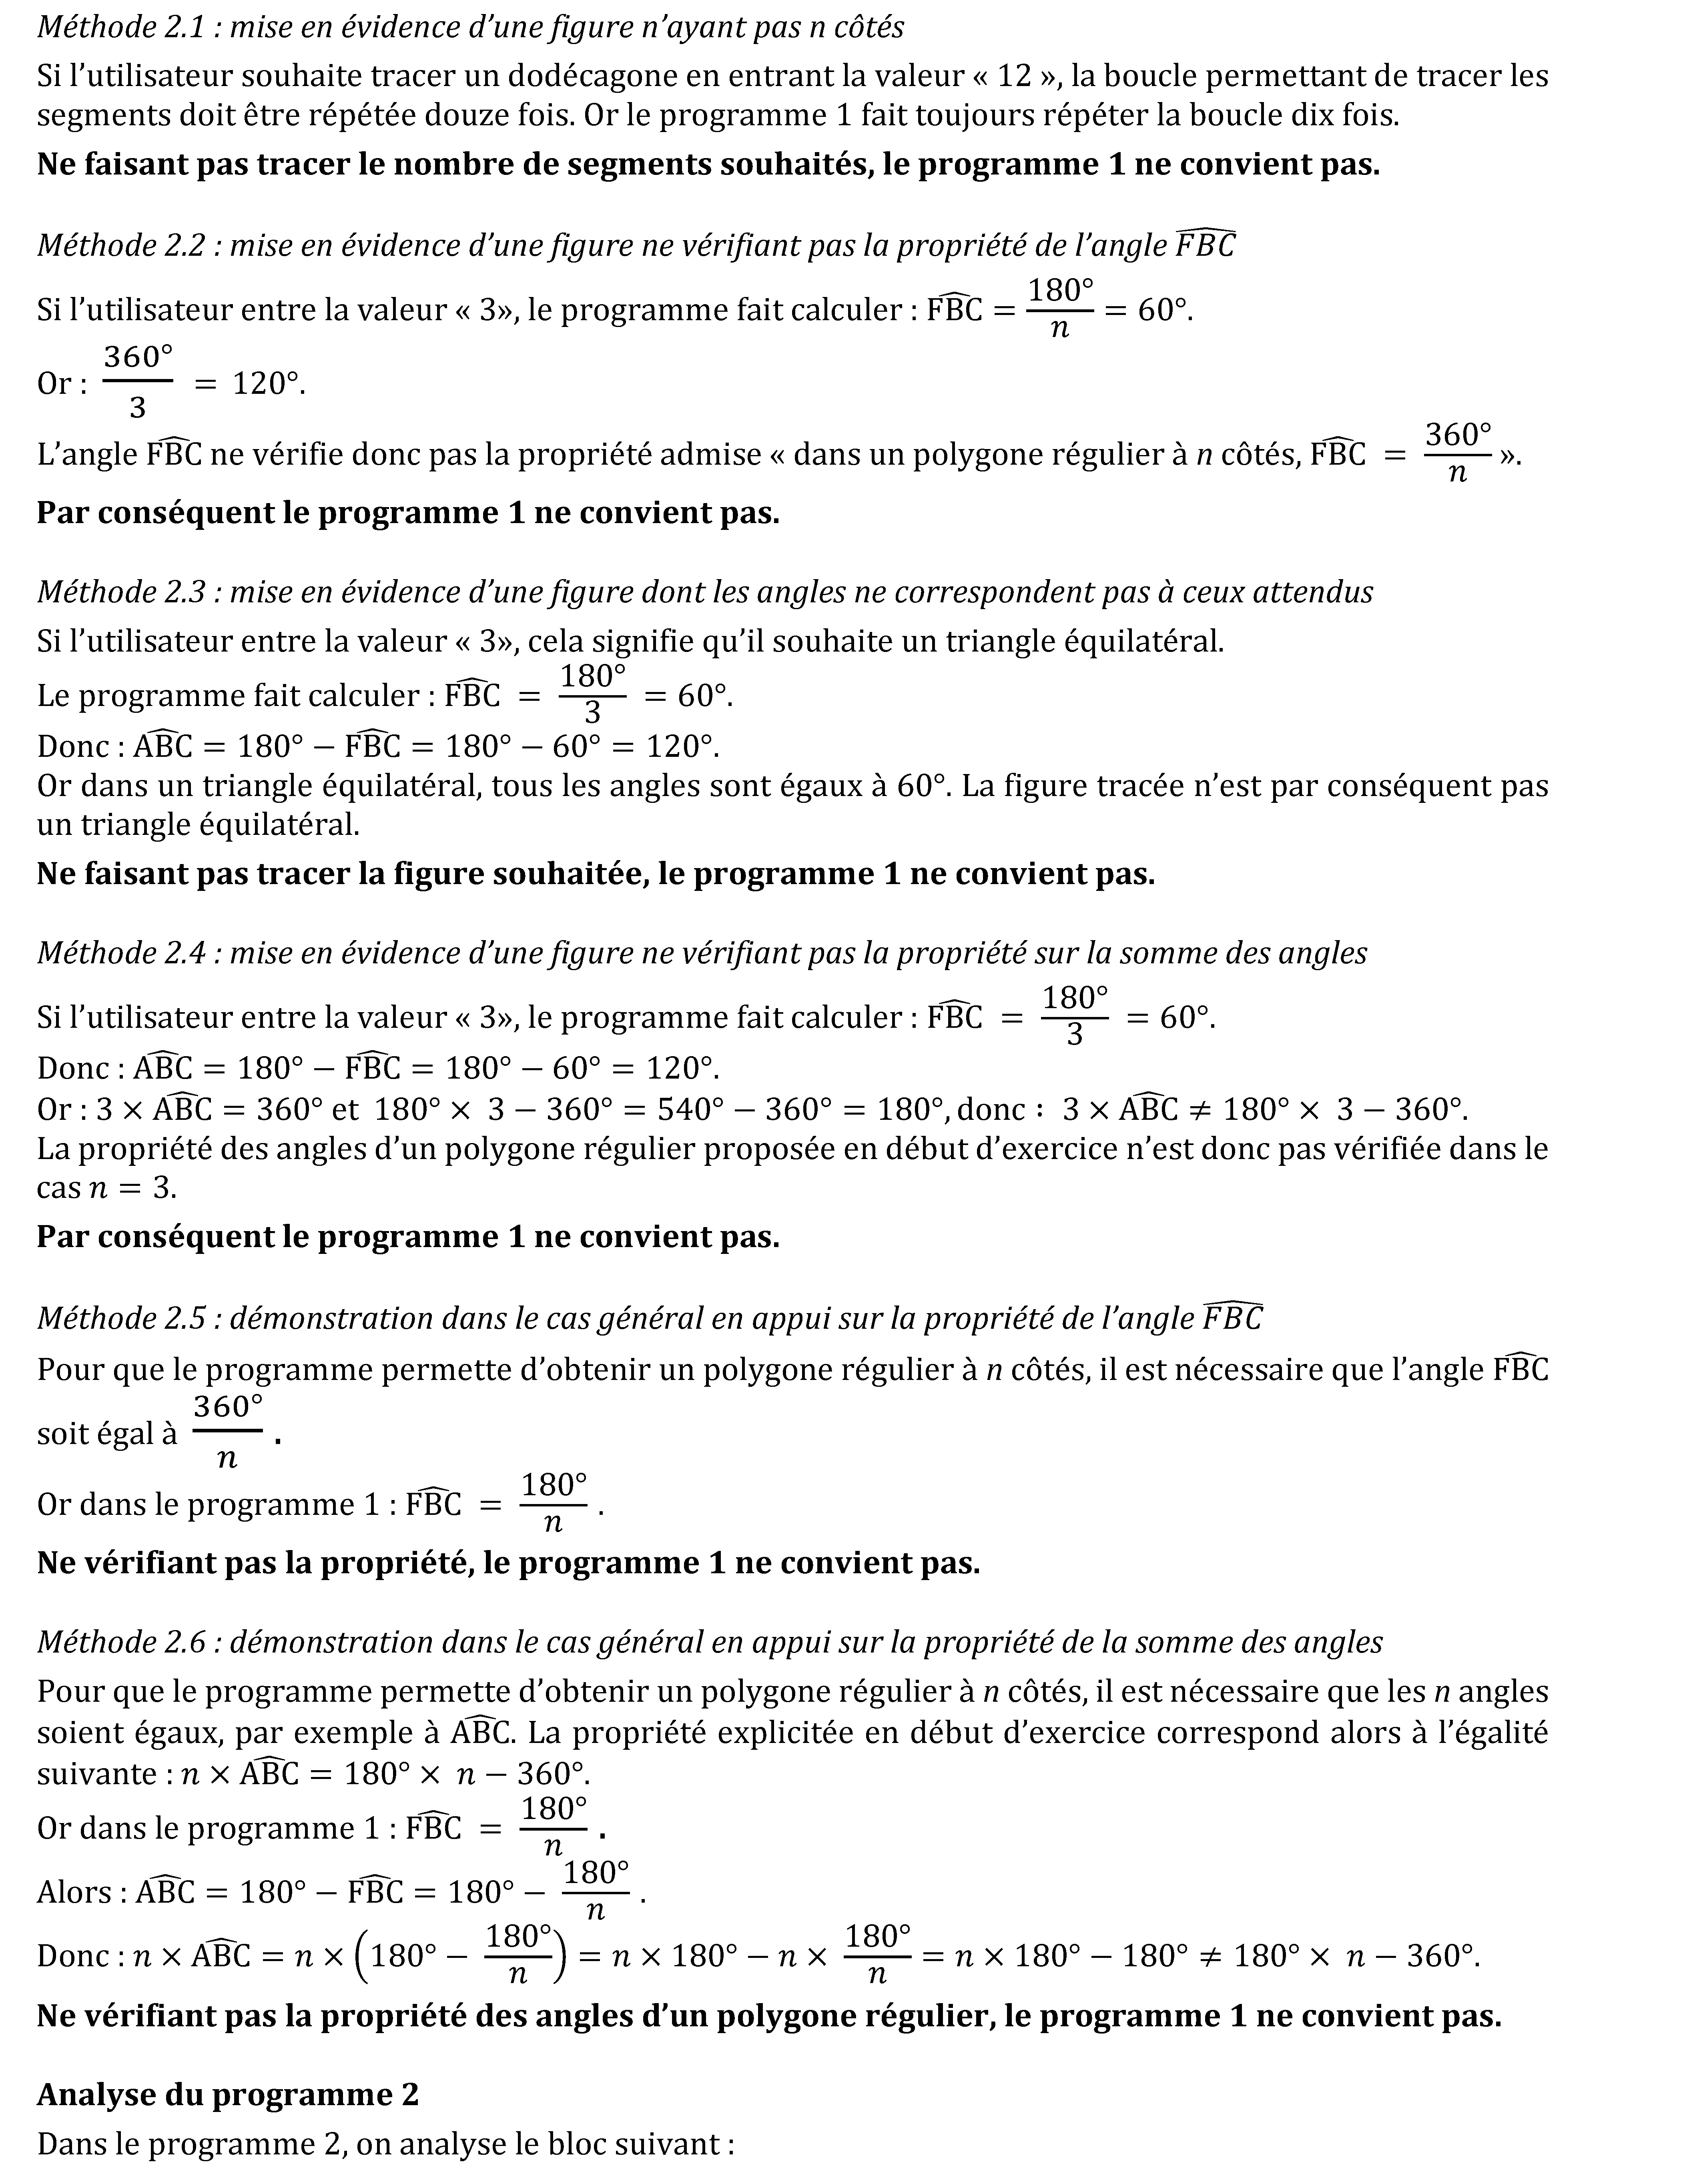 Méthode 2.1 : mise en évidence d’une figure n’ayant pas n côtés
Si l’utilisateur souhaite tracer un dodécagone en entrant la valeur « 12 », la boucle permettant de tracer les
segments doit être répétée douze fois. Or le programme 1 fait toujours répéter la boucle dix fois.
Ne faisant pas tracer le nombre de segments souhaités, le programme 1 ne convient pas.
Méthode 2.2 : mise en évidence d’une figure ne vérifiant pas la propriété de l’angle \widehat{FBC}
Si l’utilisateur entre la valeur « 3», le programme fait calculer : \widehat{FBC} = \frac{180°}{n} = 60°.
Or : \frac{360°}{3} = 120°.
L’angle \widehat{FBC} ne vérifie donc pas la propriété admise « dans un polygone régulier à n côtés, \widehat{FBC} = \frac{360°}{n} ».
Par conséquent le programme 1 ne convient pas.
Méthode 2.3 : mise en évidence d’une figure dont les angles ne correspondent pas à ceux attendus
Si l’utilisateur entre la valeur « 3», cela signifie qu’il souhaite un triangle équilatéral.
Le programme fait calculer : \widehat{FBC} = \frac{180°}{3} = 60°.
Donc : \widehat{ABC} = 180° − \widehat{FBC} = 180° − 60° = 120°.
Or dans un triangle équilatéral, tous les angles sont égaux à 60°. La figure tracée n’est par conséquent pas
un triangle équilatéral.
Ne faisant pas tracer la figure souhaitée, le programme 1 ne convient pas.
Méthode 2.4 : mise en évidence d’une figure ne vérifiant pas la propriété sur la somme des angles
Si l’utilisateur entre la valeur « 3», le programme fait calculer : \widehat{FBC} = \frac{180°}{3} = 60°.
Donc : \widehat{ABC} = 180° − \widehat{FBC} = 180° − 60° = 120°.
Or : 3 × \widehat{ABC} = 360° et 180° × 3 − 360° = 540° − 360° = 180°, donc : 3 × \widehat{ABC} ≠ 180° × 3 − 360°.
La propriété des angles d’un polygone régulier proposée en début d’exercice n’est donc pas vérifiée dans le
cas n = 3.
Par conséquent le programme 1 ne convient pas.
Méthode 2.5 : démonstration dans le cas général en appui sur la propriété de l’angle \widehat{FBC}
Pour que le programme permette d’obtenir un polygone régulier à n côtés, il est nécessaire que l’angle \widehat{FBC}
soit égal à \frac{360°}{n} .
Or dans le programme 1 : \widehat{FBC} = \frac{180°}{n} .
Ne vérifiant pas la propriété, le programme 1 ne convient pas.
Méthode 2.6 : démonstration dans le cas général en appui sur la propriété de la somme des angles
Pour que le programme permette d’obtenir un polygone régulier à n côtés, il est nécessaire que les n angles
soient égaux, par exemple à \widehat{ABC}. La propriété explicitée en début d’exercice correspond alors à l’égalité
suivante : n × \widehat{ABC} = 180° × n − 360°.
Or dans le programme 1 : \widehat{FBC} = \frac{180°}{n} .
Alors : \widehat{ABC} = 180° − \widehat{FBC} = 180° − \frac{180°}{n} .
Donc : n × \widehat{ABC} = n × (180° − \frac{180°}{n}) = n × 180° − n × \frac{180°}{n} = n × 180° − 180° ≠ 180° × n − 360°.
Ne vérifiant pas la propriété des angles d’un polygone régulier, le programme 1 ne convient pas.
Analyse du programme 2
Dans le programme 2, on analyse le bloc suivant :